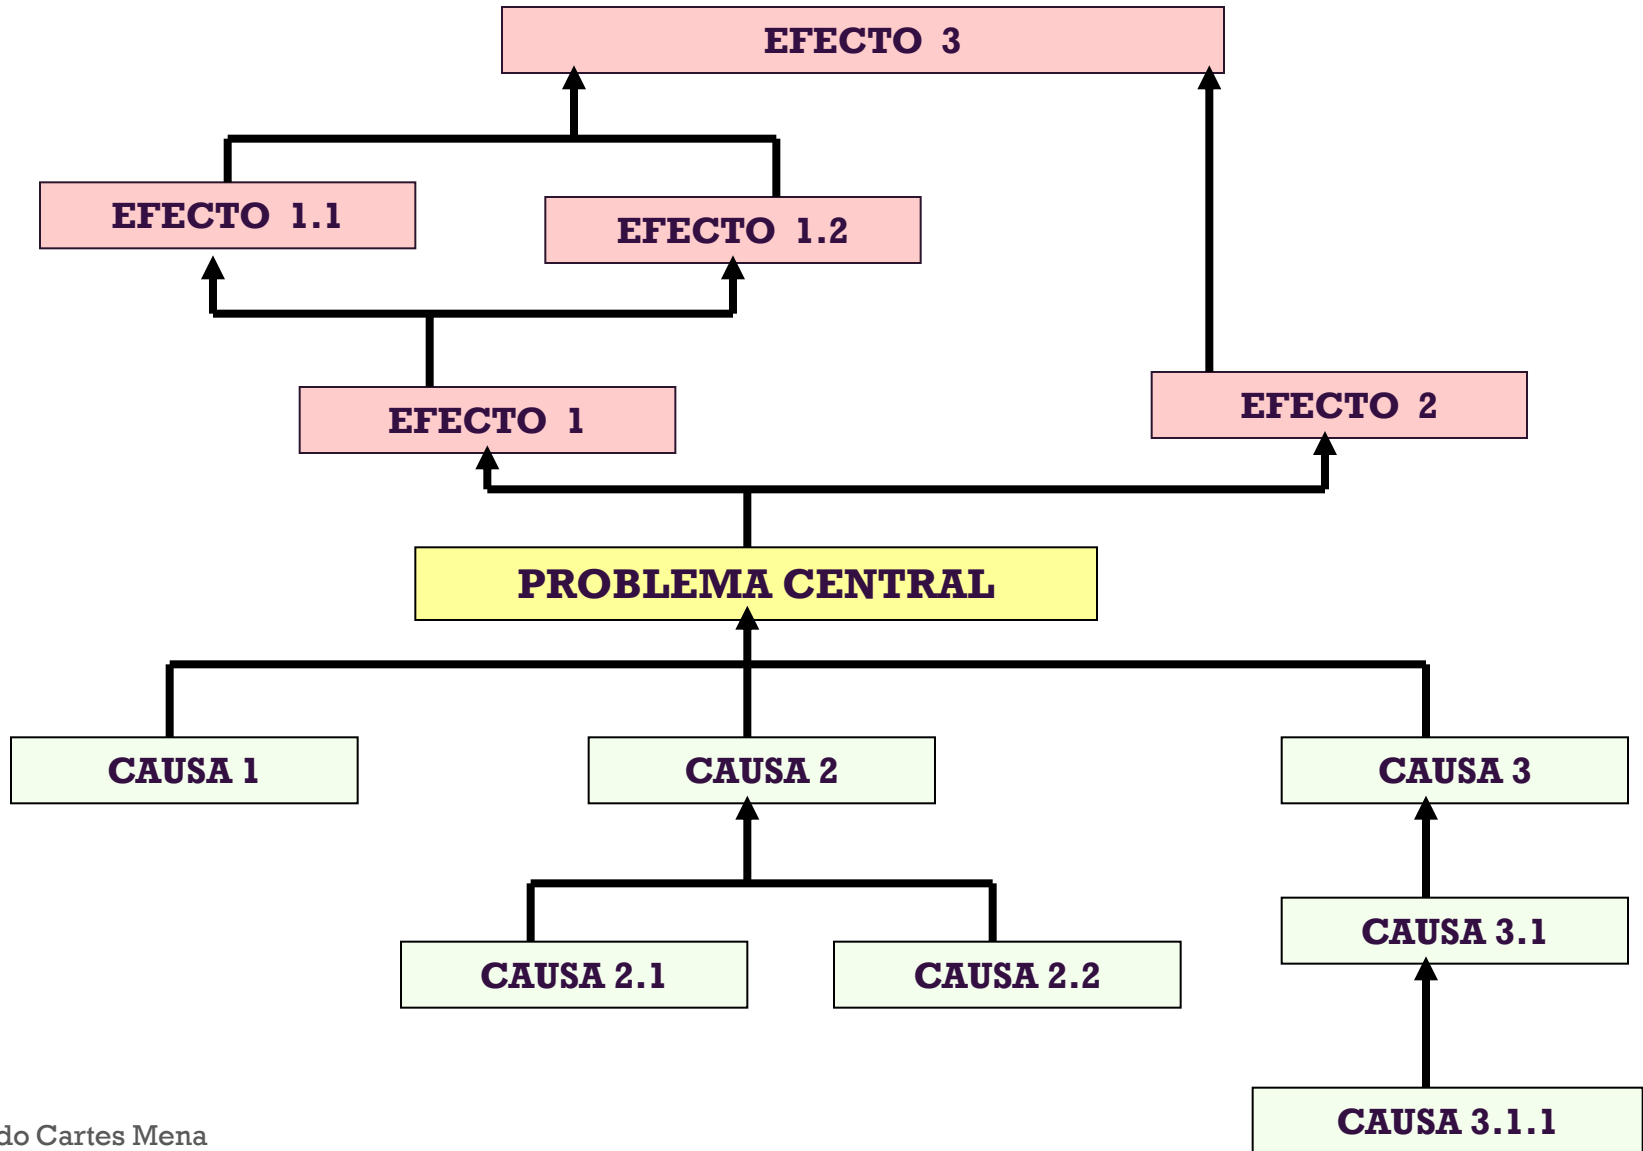 EFECTO 3
EFECTO 1.1
EFECTO 1.2
EFECTO 1
EFECTO 2
PROBLEMA CENTRAL
CAUSA 1
CAUSA 2
CAUSA 3
CAUSA 3.1
CAUSA 2.1
CAUSA 2.2
CAUSA 3.1.1
do Cartes Mena